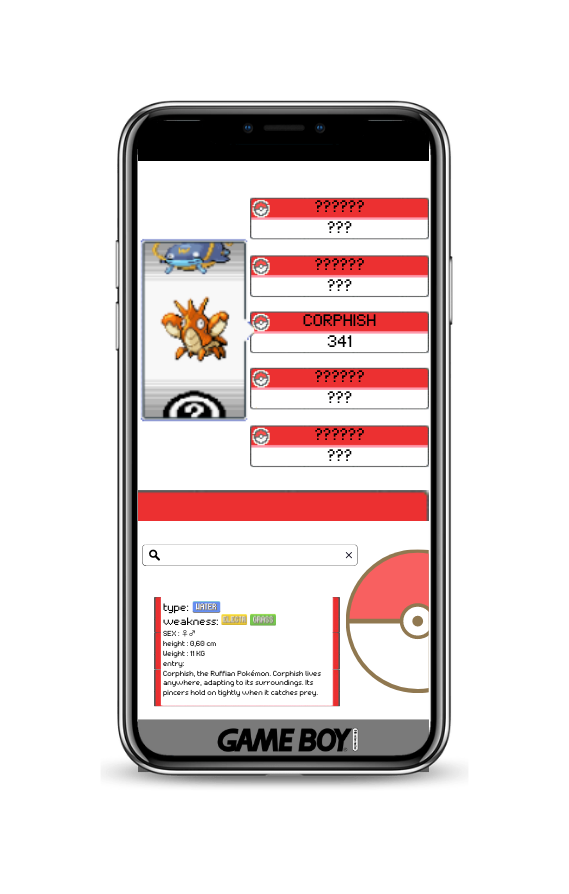 ??????
???
??????
???
CORPHISH
341
??????
???
??????
???
?
type: WATER
weakness: ELECTR GRASS
SEX : ♀♂
height : 0,60 cm
Weight : 11 KG
entry:
Corphish, the Ruffian Pokémon. Corphish lives
anywhere, adapting to its surroundings. Its
pincers hold on tightly when it catches prey.
GAME BOY